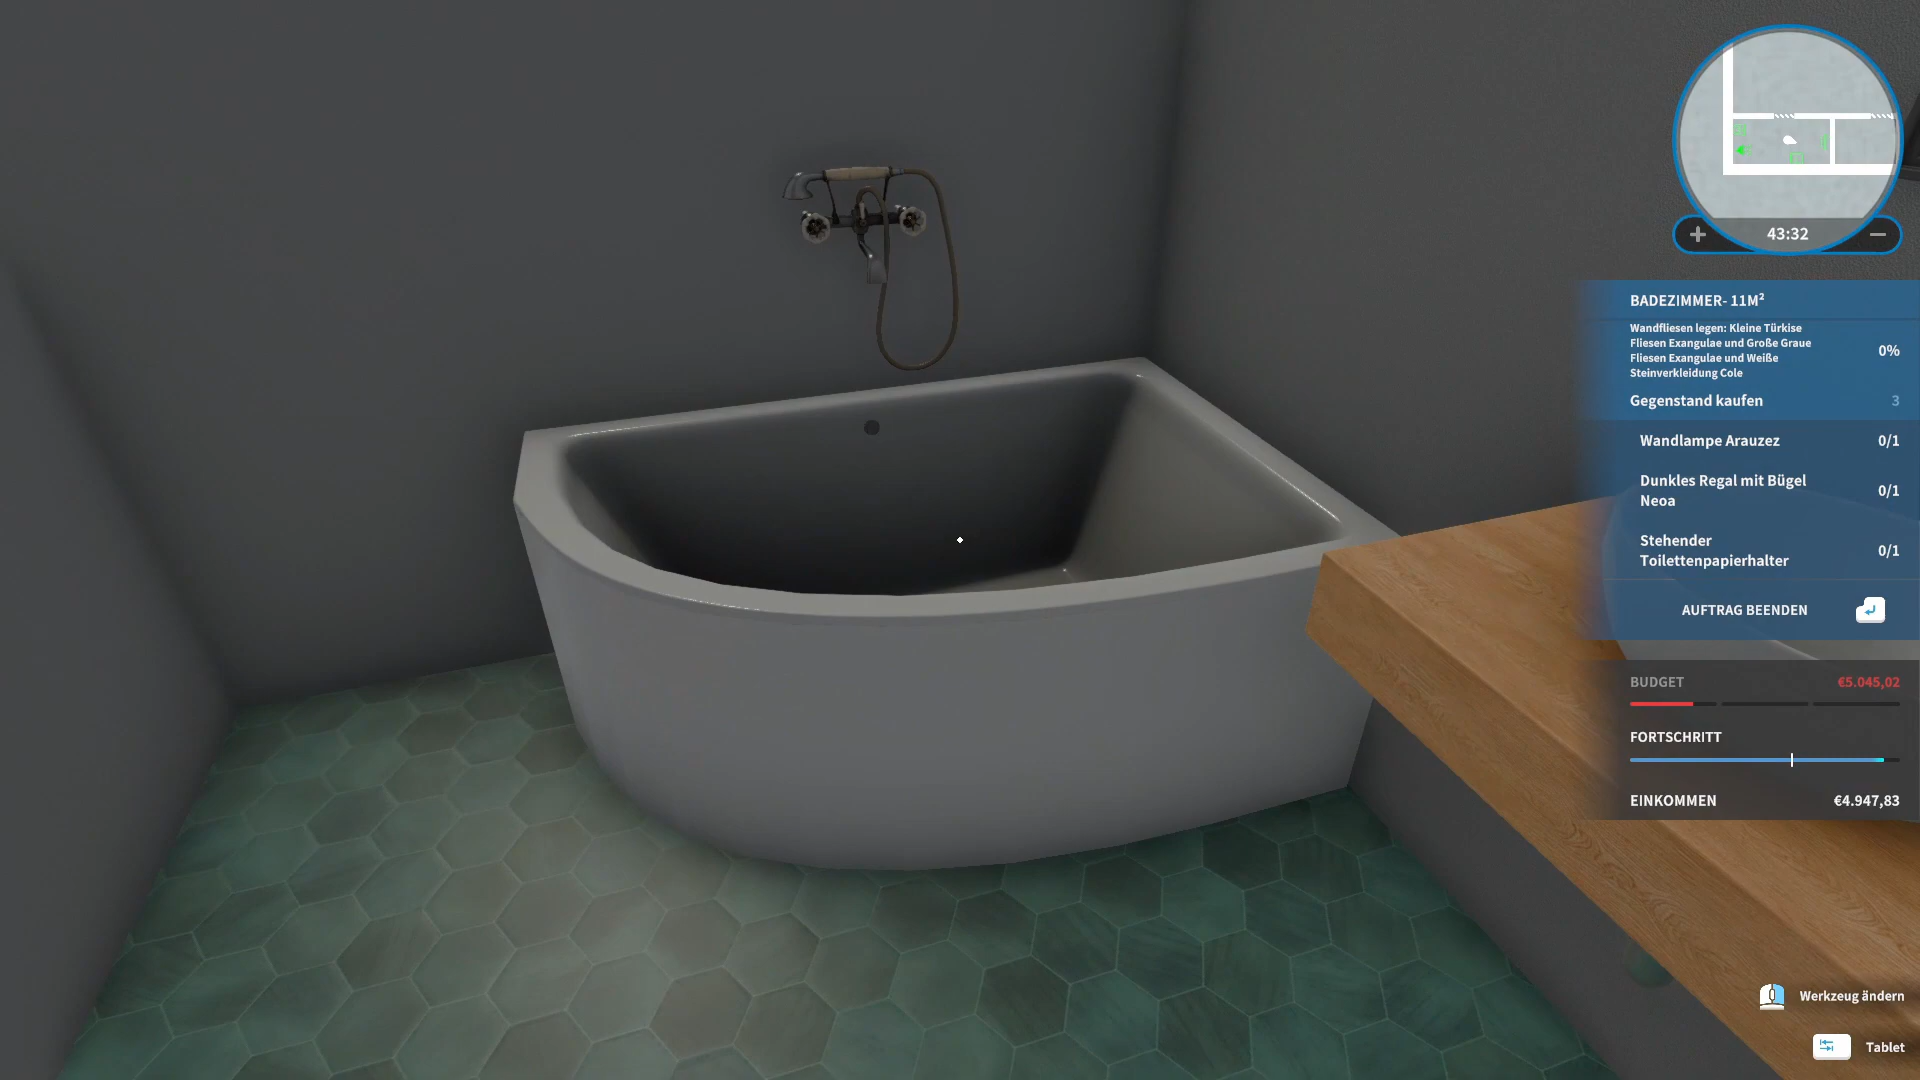 43:32
BADEZIMMER- 11M²
Wandfliesen legen: Kleine Türkise
Fliesen Exangulae und Große Graue
Fliesen Exangulae und Weiße
Steinverkleidung Cole
0%
Gegenstand kaufen 3
Wandlampe Arauzez 0/1
Dunkles Regal mit Bügel
Neoa
0/1
Stehender
Toilettenpapierhalter
0/1
AUFTRAG BEENDEN
BUDGET €5.045,02
FORTSCHRITT
EINKOMMEN €4.947,83
Werkzeug ändern
Tablet